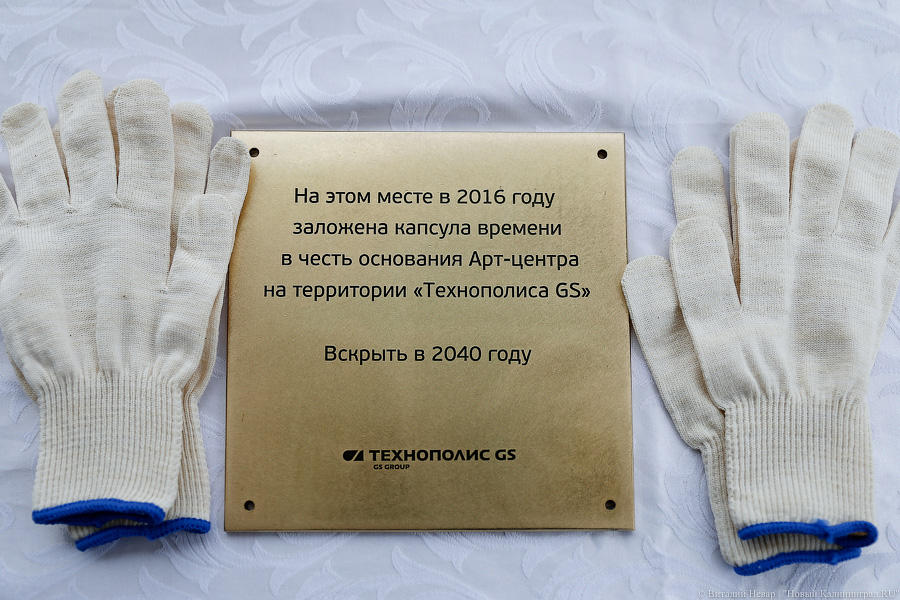 На этом месте в 2016 году
заложена капсула времени
в честь основания Арт-центра
на территории «Технополиса GS»
Вскрыть в 2040 году
ТЕХНОПОЛИС GS
GS GROUP
© Виталий Невар | "Новый Калининград.RU"